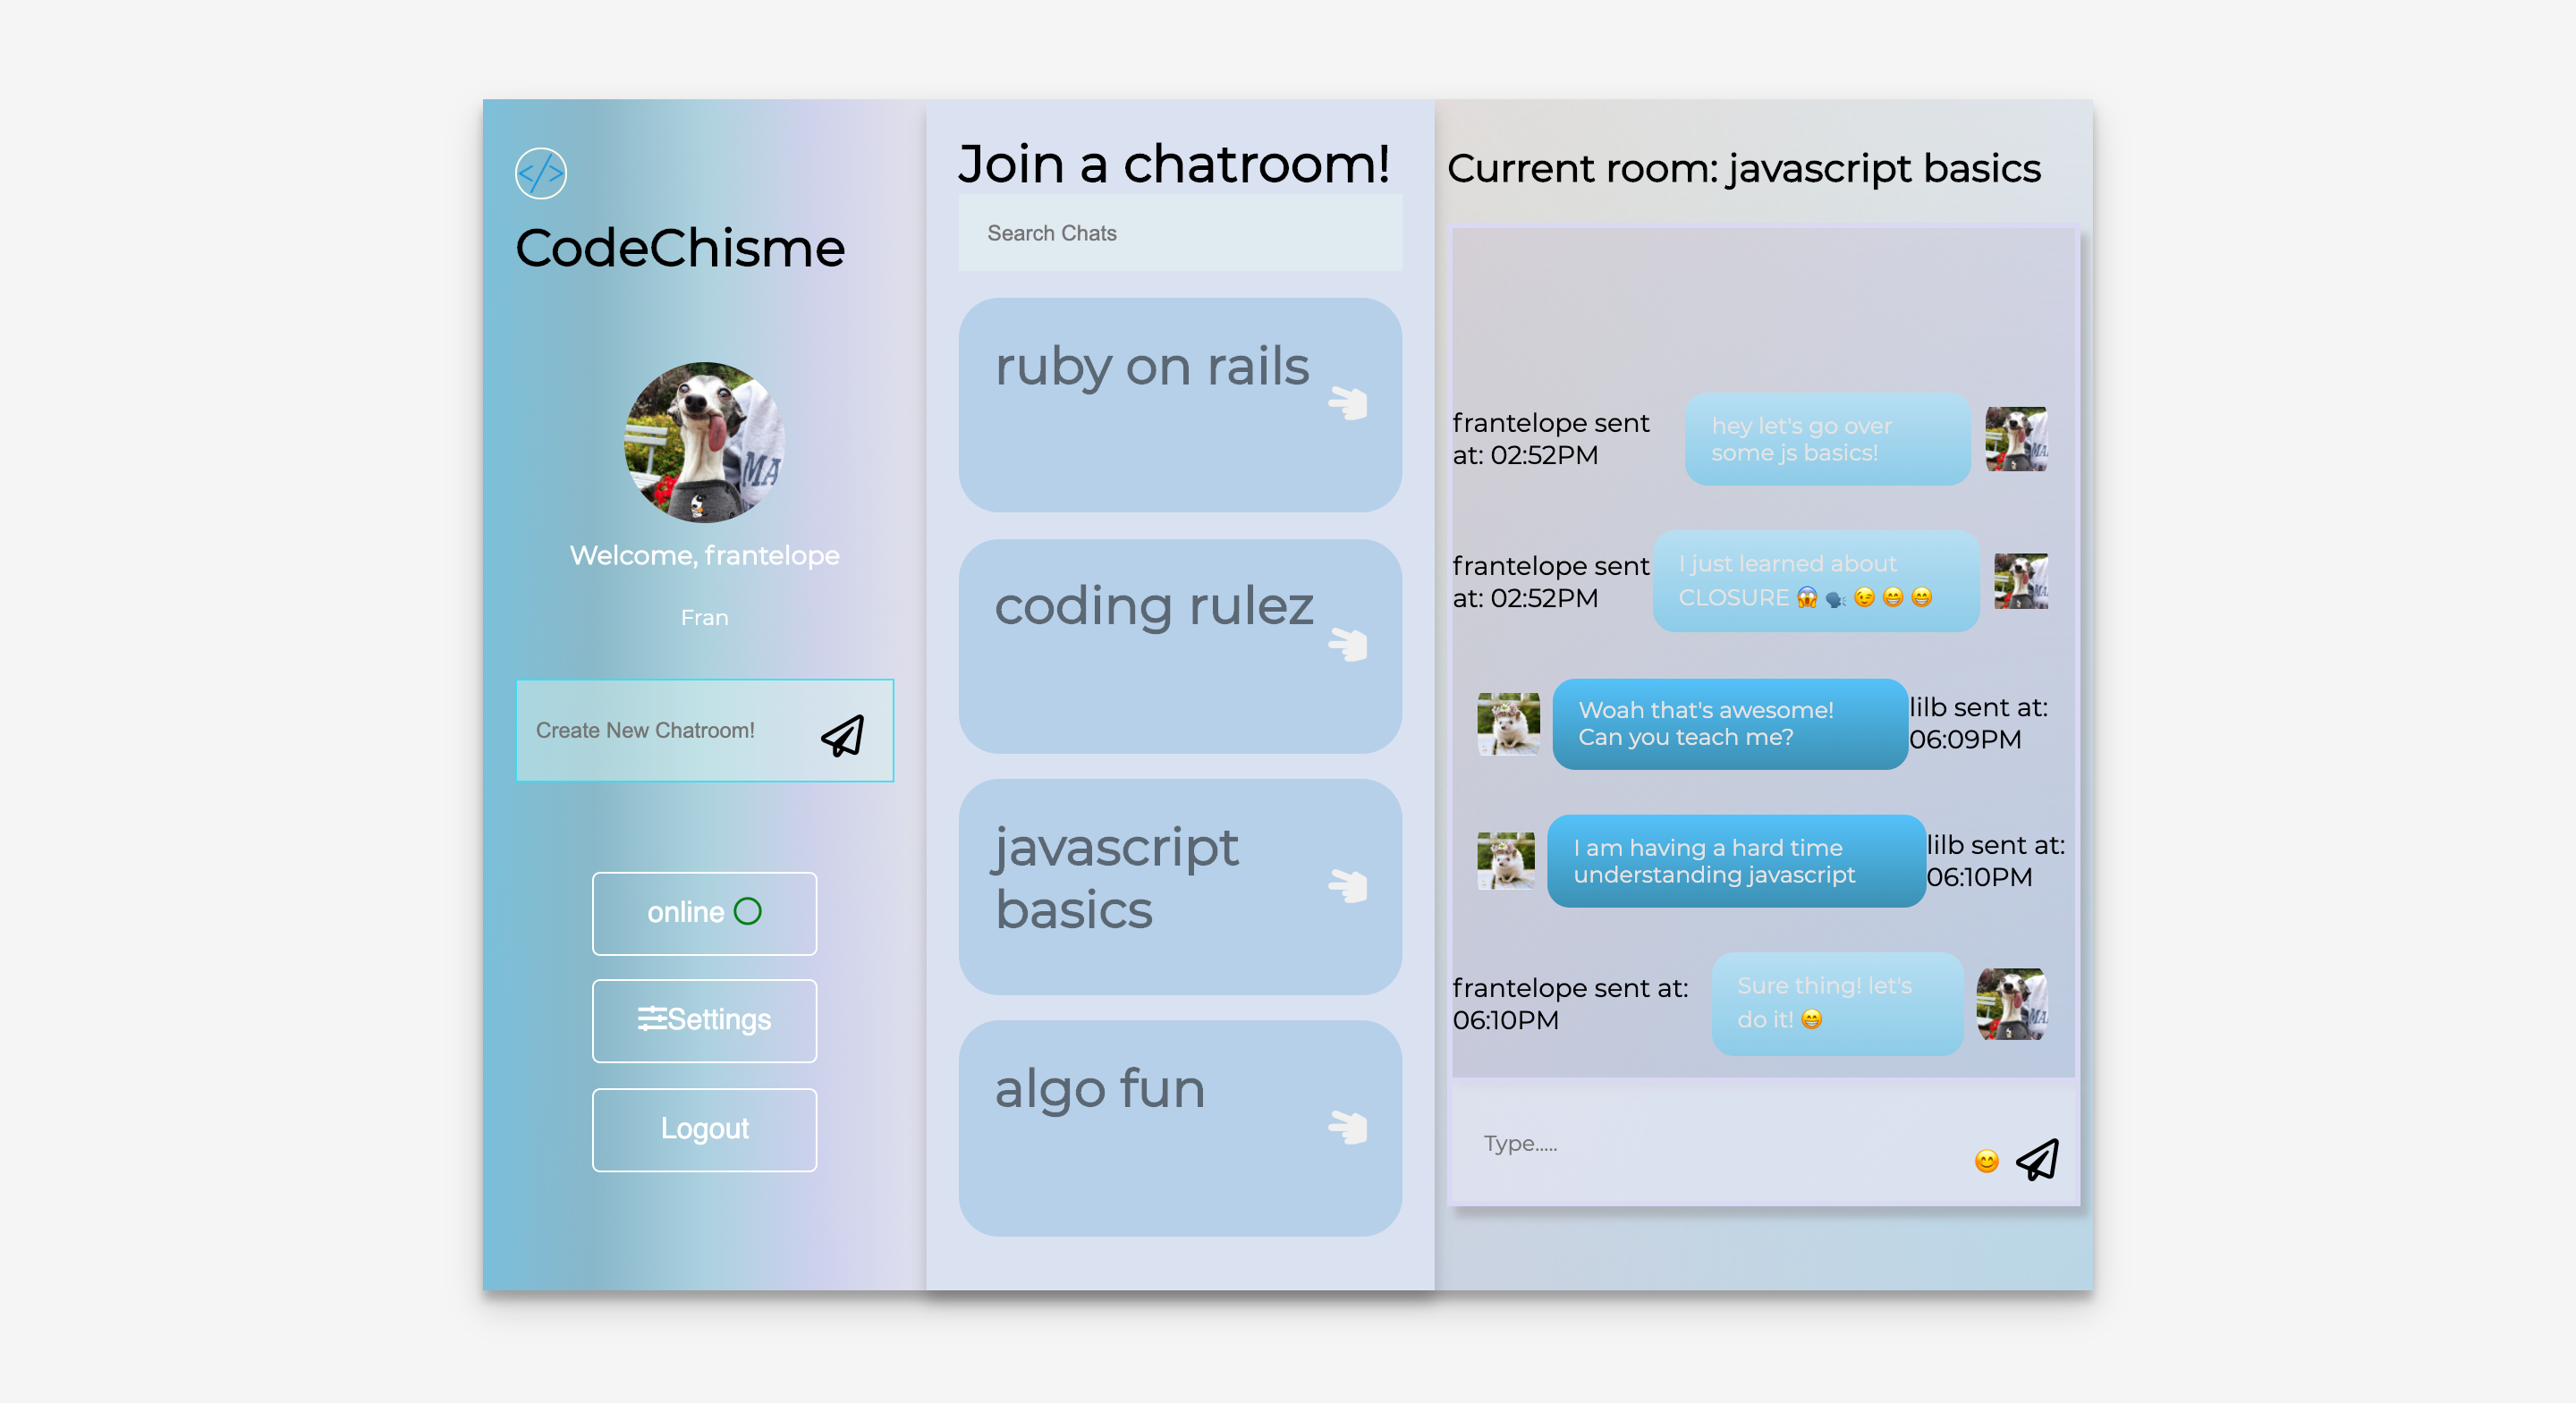 </>
CodeChisme
MA
Welcome, frantelope
Fran
Create New Chatroom!
online
Settings
Logout
Join a chatroom!
Search Chats
ruby on rails
coding rulez
javascript
basics
algo fun
Current room: javascript basics
frantelope sent
at: 02:52PM
hey let's go over
some js basics!
MA
frantelope sent
at: 02:52PM
I just learned about
CLOSURE 😱 🗣 😉 😁 😁
MA
Woah that's awesome!
Can you teach me?
lilb sent at:
06:09PM
I am having a hard time
understanding javascript
lilb sent at:
06:10PM
frantelope sent at:
06:10PM
Sure thing! let's
do it! 😁
MA
Type.....
😊